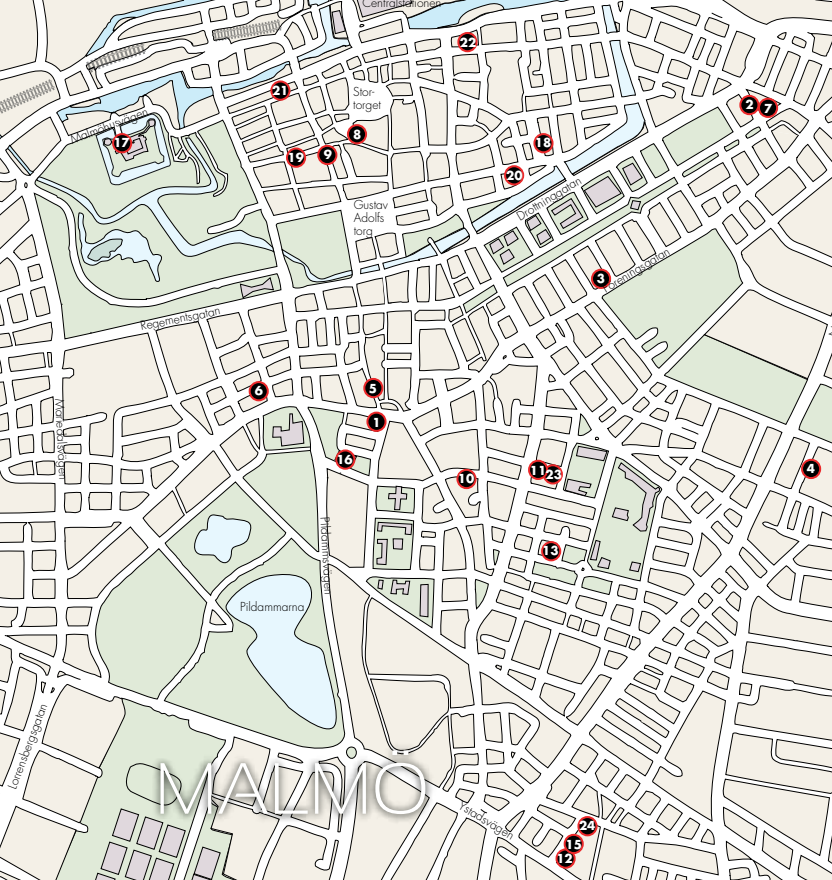 Centralstationen
22
21
Stor-
torget
2
7
Malmöhusvägen
17
8
18
19
9
20
Drottninggatan
Gustav
Adolfs
torg
3
Föreningsgatan
Regementsgatan
6
5
1
Mariedalsvägen
16
10
11
23
4
Pildammsvägen
13
Pildammarna
Lorensbergsgatan
MALMÖ
Ystadsvägen
24
15
12